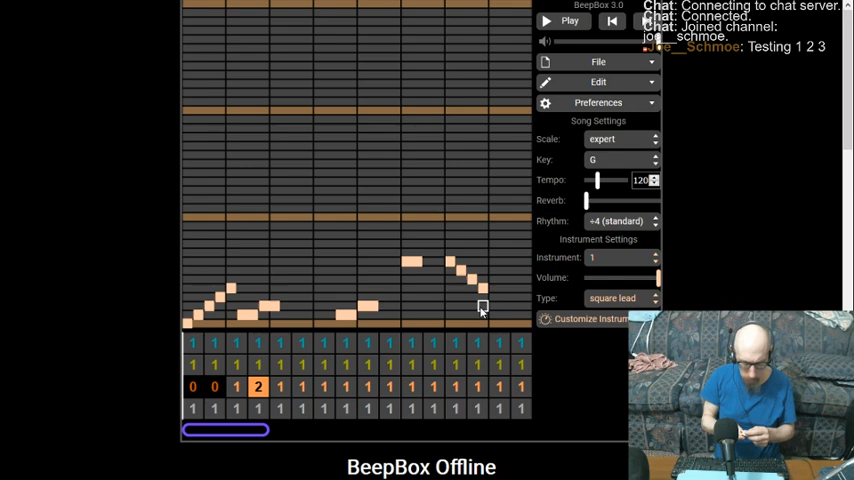 BeepBox 3.0
Chat: Connecting to chat server.
Chat: Connected.
Chat: Joined channel:
joe__schmoe.
Joe__Schmoe: Testing 1 2 3
Play
File
Edit
Preferences
Song Settings
Scale: expert
Key: G
Tempo: 120
Reverb:
Rhythm: ÷4 (standard)
Instrument Settings
Instrument: 1
Volume:
Type: square lead
Customize Instrum
1 1 1 1 1 1 1 1 1 1 1 1 1 1 1 1
1 1 1 1 1 1 1 1 1 1 1 1 1 1 1 1
0 0 1 2 1 1 1 1 1 1 1 1 1 1 1 1
1 1 1 1 1 1 1 1 1 1 1 1 1 1 1 1
BeepBox Offline